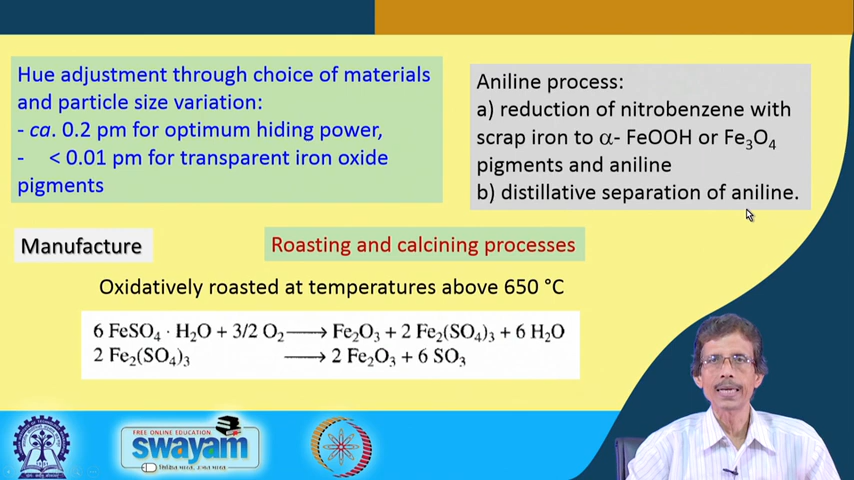 Hue adjustment through choice of materials
and particle size variation:
- ca. 0.2 pm for optimum hiding power,
- < 0.01 pm for transparent iron oxide
pigments
Aniline process:
a) reduction of nitrobenzene with
scrap iron to α- FeOOH or Fe₃O₄
pigments and aniline
b) distillative separation of aniline.
Manufacture
Roasting and calcining processes
Oxidatively roasted at temperatures above 650 °C
6 FeSO₄ · H₂O + 3/2 O₂ ⟶ Fe₂O₃ + 2 Fe₂(SO₄)₃ + 6 H₂O
2 Fe₂(SO₄)₃ ⟶ 2 Fe₂O₃ + 6 SO₃
FREE ONLINE EDUCATION
swayam